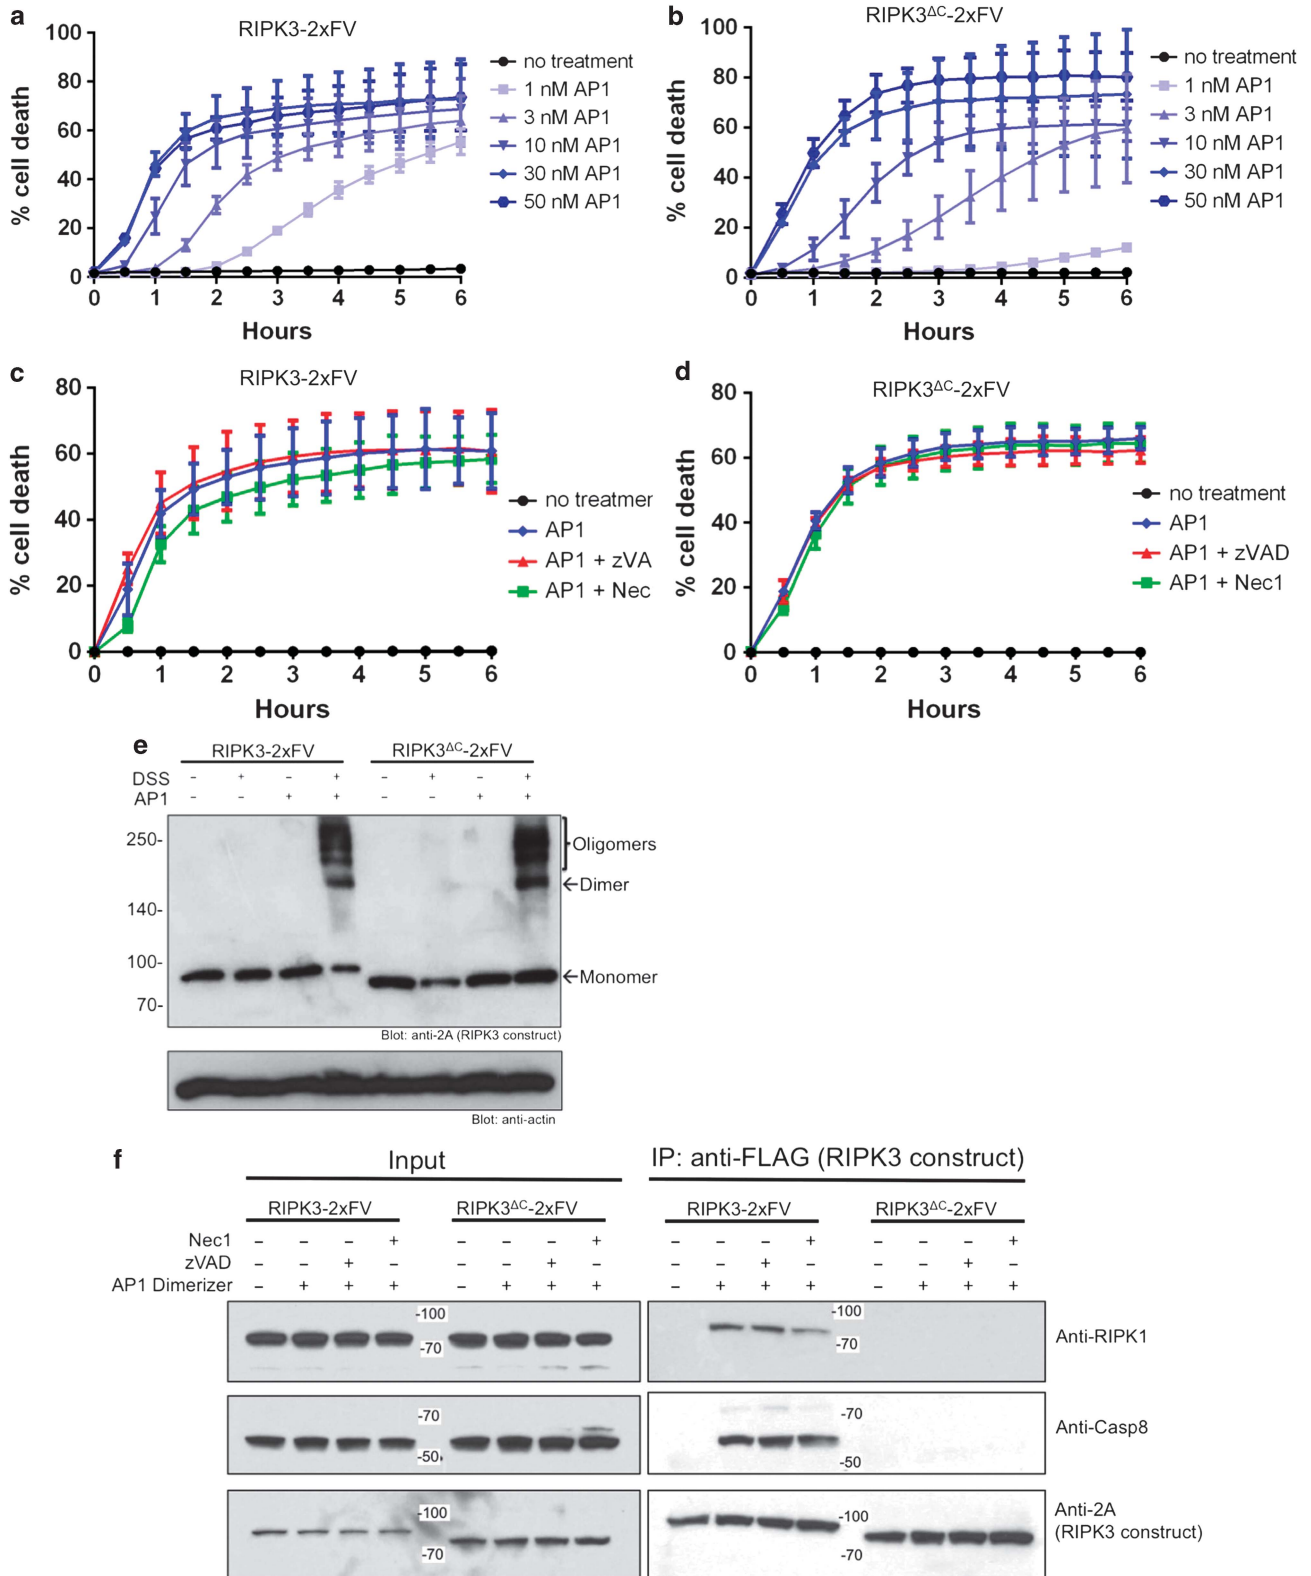 a
RIPK3-2xFV
% cell death
100
80
60
40
20
0
0 1 2 3 4 5 6
Hours
no treatment
1 nM AP1
3 nM AP1
10 nM AP1
30 nM AP1
50 nM AP1
b
RIPK3ΔC-2xFV
% cell death
100
80
60
40
20
0
0 1 2 3 4 5 6
Hours
no treatment
1 nM AP1
3 nM AP1
10 nM AP1
30 nM AP1
50 nM AP1
c
RIPK3-2xFV
% cell death
80
60
40
20
0
0 1 2 3 4 5 6
Hours
no treatmer
AP1
AP1 + zVA
AP1 + Nec
d
RIPK3ΔC-2xFV
% cell death
80
60
40
20
0
0 1 2 3 4 5 6
Hours
no treatment
AP1
AP1 + zVAD
AP1 + Nec1
e
RIPK3-2xFV RIPK3ΔC-2xFV
DSS - + - + - + - +
AP1 - - + + - - + +
250-
140-
100-
70-
Oligomers
←Dimer
←Monomer
Blot: anti-2A (RIPK3 construct)
Blot: anti-actin
f
Input IP: anti-FLAG (RIPK3 construct)
RIPK3-2xFV RIPK3ΔC-2xFV RIPK3-2xFV RIPK3ΔC-2xFV
Nec1 - - - + - - - + - - - + - - - +
zVAD - - + - - - + - - - + - - - + -
AP1 Dimerizer - + + + - + + + - + + + - + + +
-100 -100
-70 -70
Anti-RIPK1
-70 -70
-50 -50
Anti-Casp8
-100 -100
-70 -70
Anti-2A
(RIPK3 construct)